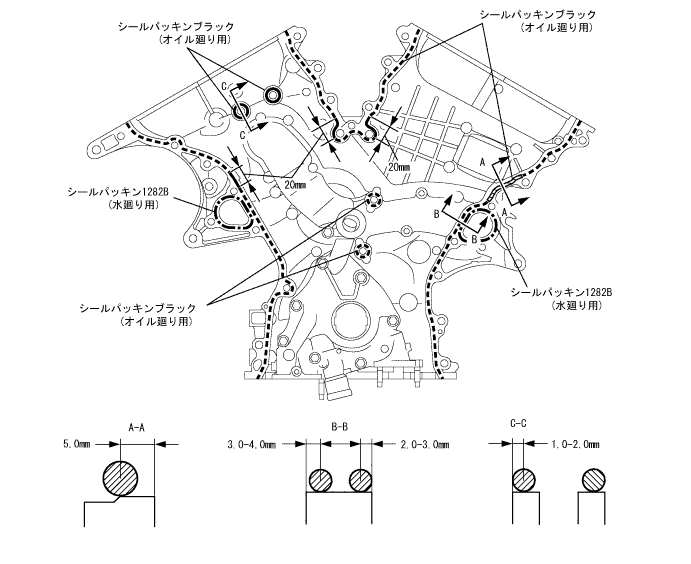 シールパッキンブラック
(オイル廻り用)
シールパッキンブラック
(オイル廻り用)
C
C
A
A
20mm
20mm
シールパッキン1282B
(水廻り用)
B
B
シールパッキン1282B
(水廻り用)
シールパッキンブラック
(オイル廻り用)
A-A
B-B
C-C
5.0mm
3.0-4.0mm
2.0-3.0mm
1.0-2.0mm